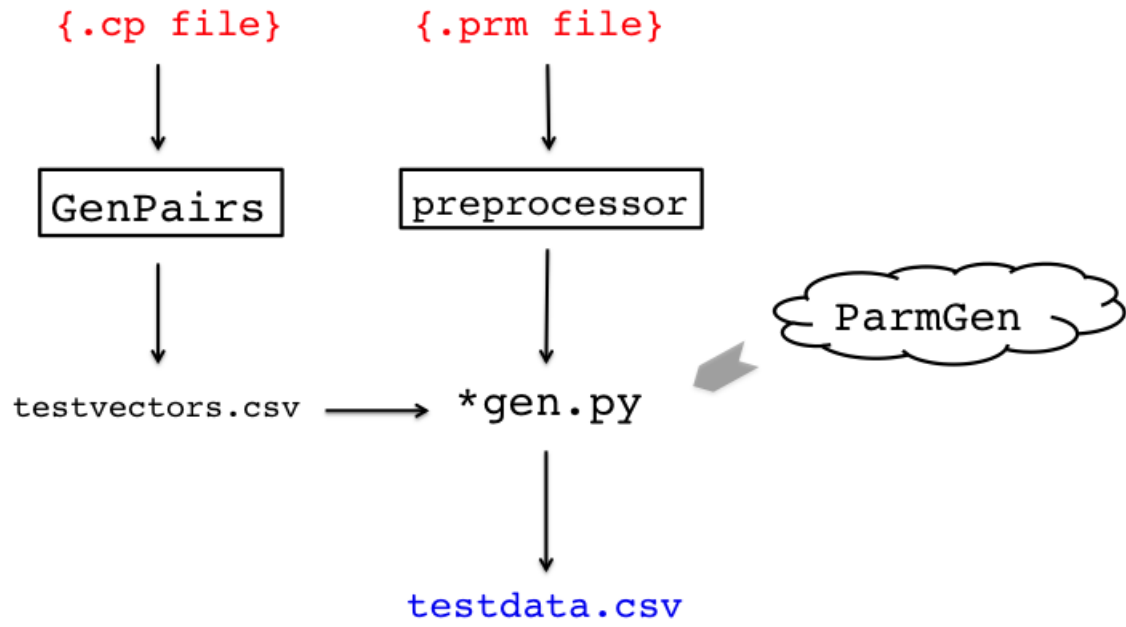 {.cp file}
{.prm file}
GenPairs
preprocessor
ParmGen
testvectors.csv
*gen.py
testdata.csv